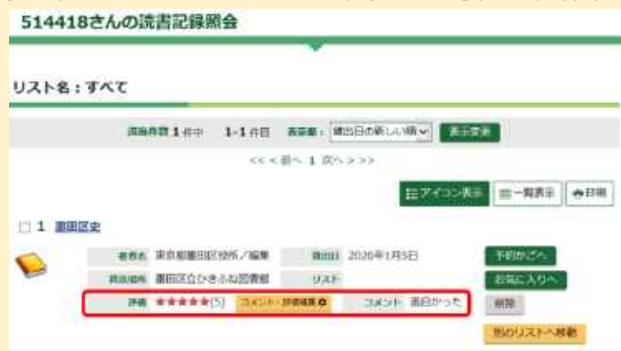 514418さんの読書記録照会
リスト名：すべて
該当件数 1 件中 1-1 件目 表示順： 貸出日の新しい順 表示変更
<< < 前へ 1 次へ > >>
アイコン表示 一覧表示 印刷
1 墨田区史
著者名 東京都墨田区役所／編集 貸出日 2026年1月5日 予約かごへ
貸出場所 墨田区立ひきふね図書館 リスト お気に入りへ
評価 ★★★★★(5) コメント・評価編集 コメント 面白かった 削除
別のリストへ移動